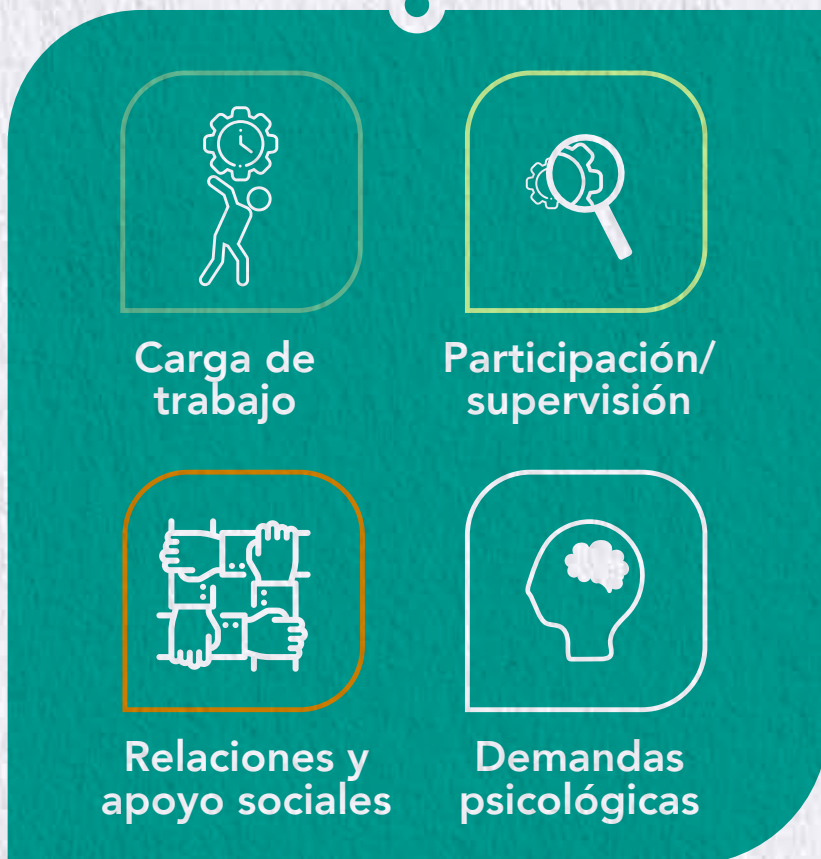 Carga de
trabajo
Participación/
supervisión
Relaciones y
apoyo sociales
Demandas
psicológicas